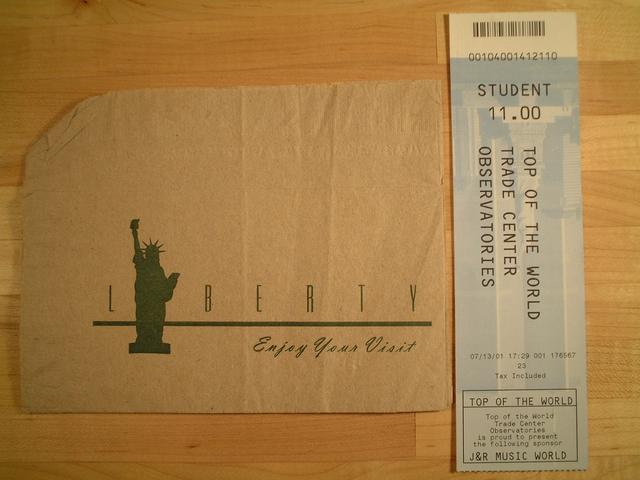 L BERTY
Enjoy Your Visit
00104001412110
STUDENT
11.00
TOP OF THE WORLD
TRADE CENTER
OBSERVATORIES
07/13/01 17:29 001 176567
23
Tax Included
TOP OF THE WORLD
Top of the World
Trade Center
Observatories
is proud to present
the following sponsor
J&R MUSIC WORLD